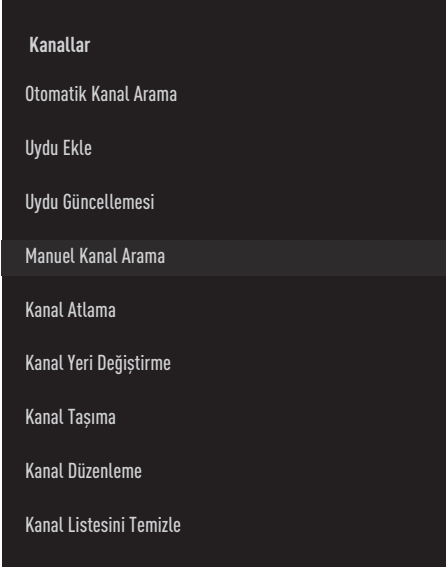 Kanallar
Otomatik Kanal Arama
Uydu Ekle
Uydu Güncellemesi
Manuel Kanal Arama
Kanal Atlama
Kanal Yeri Değiştirme
Kanal Taşıma
Kanal Düzenleme
Kanal Listesini Temizle